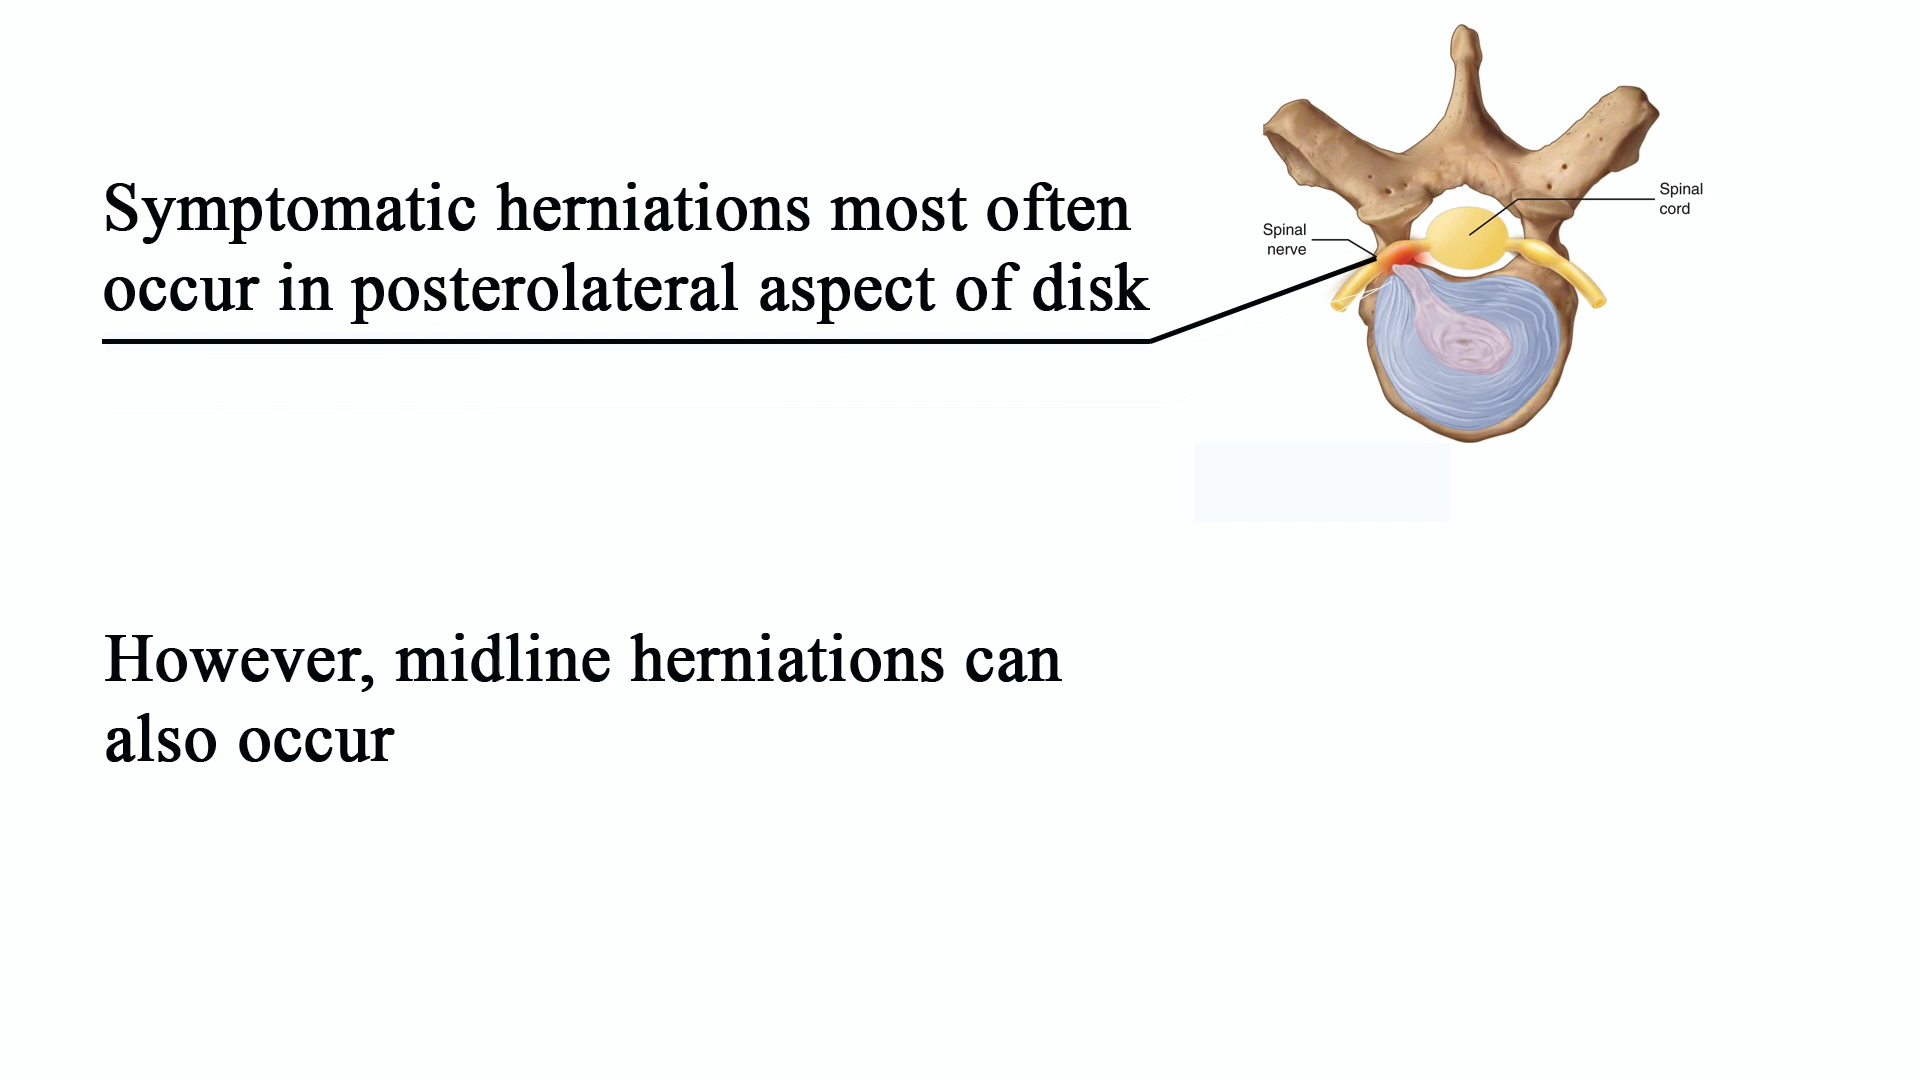 Symptomatic herniations most often
occur in posterolateral aspect of disk
Spinal
nerve
Spinal
cord
However, midline herniations can
also occur